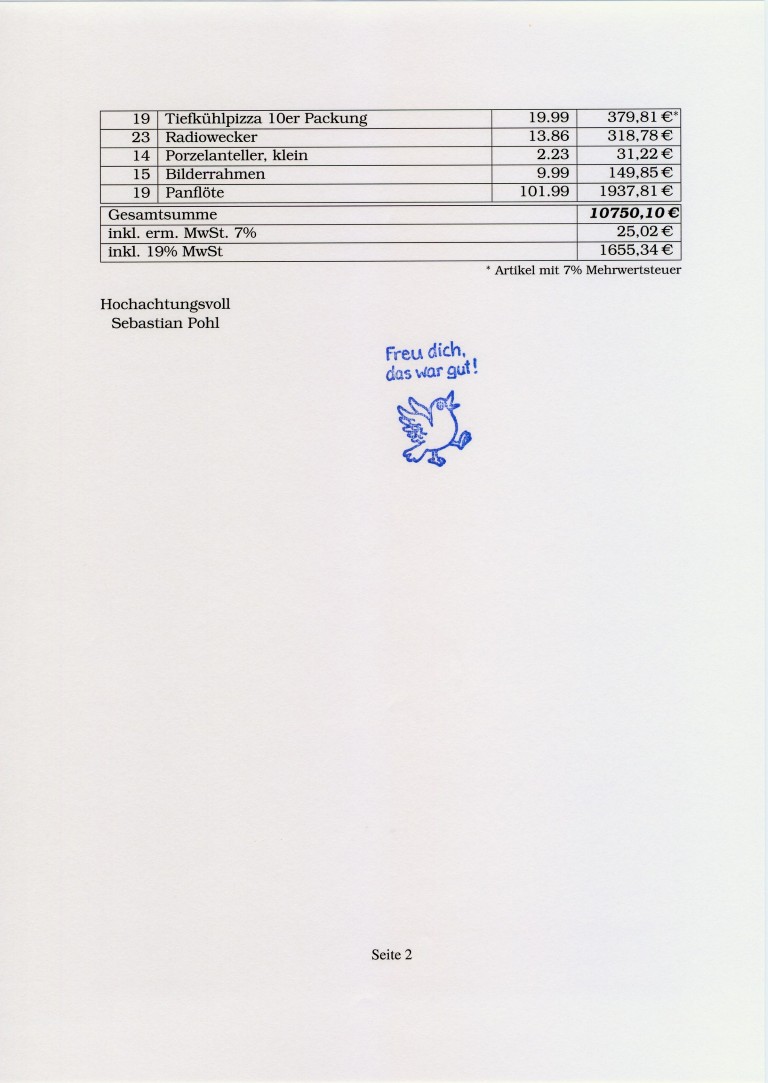 19 Tiefkühlpizza 10er Packung 19.99 379,81 €*
23 Radiowecker 13.86 318,78 €
14 Porzelanteller, klein 2.23 31,22 €
15 Bilderrahmen 9.99 149,85 €
19 Panflöte 101.99 1937,81 €
Gesamtsumme 10750,10 €
inkl. erm. MwSt. 7% 25,02 €
inkl. 19% MwSt 1655,34 €
* Artikel mit 7% Mehrwertsteuer
Hochachtungsvoll
Sebastian Pohl
Freu dich,
das war gut!
Seite 2